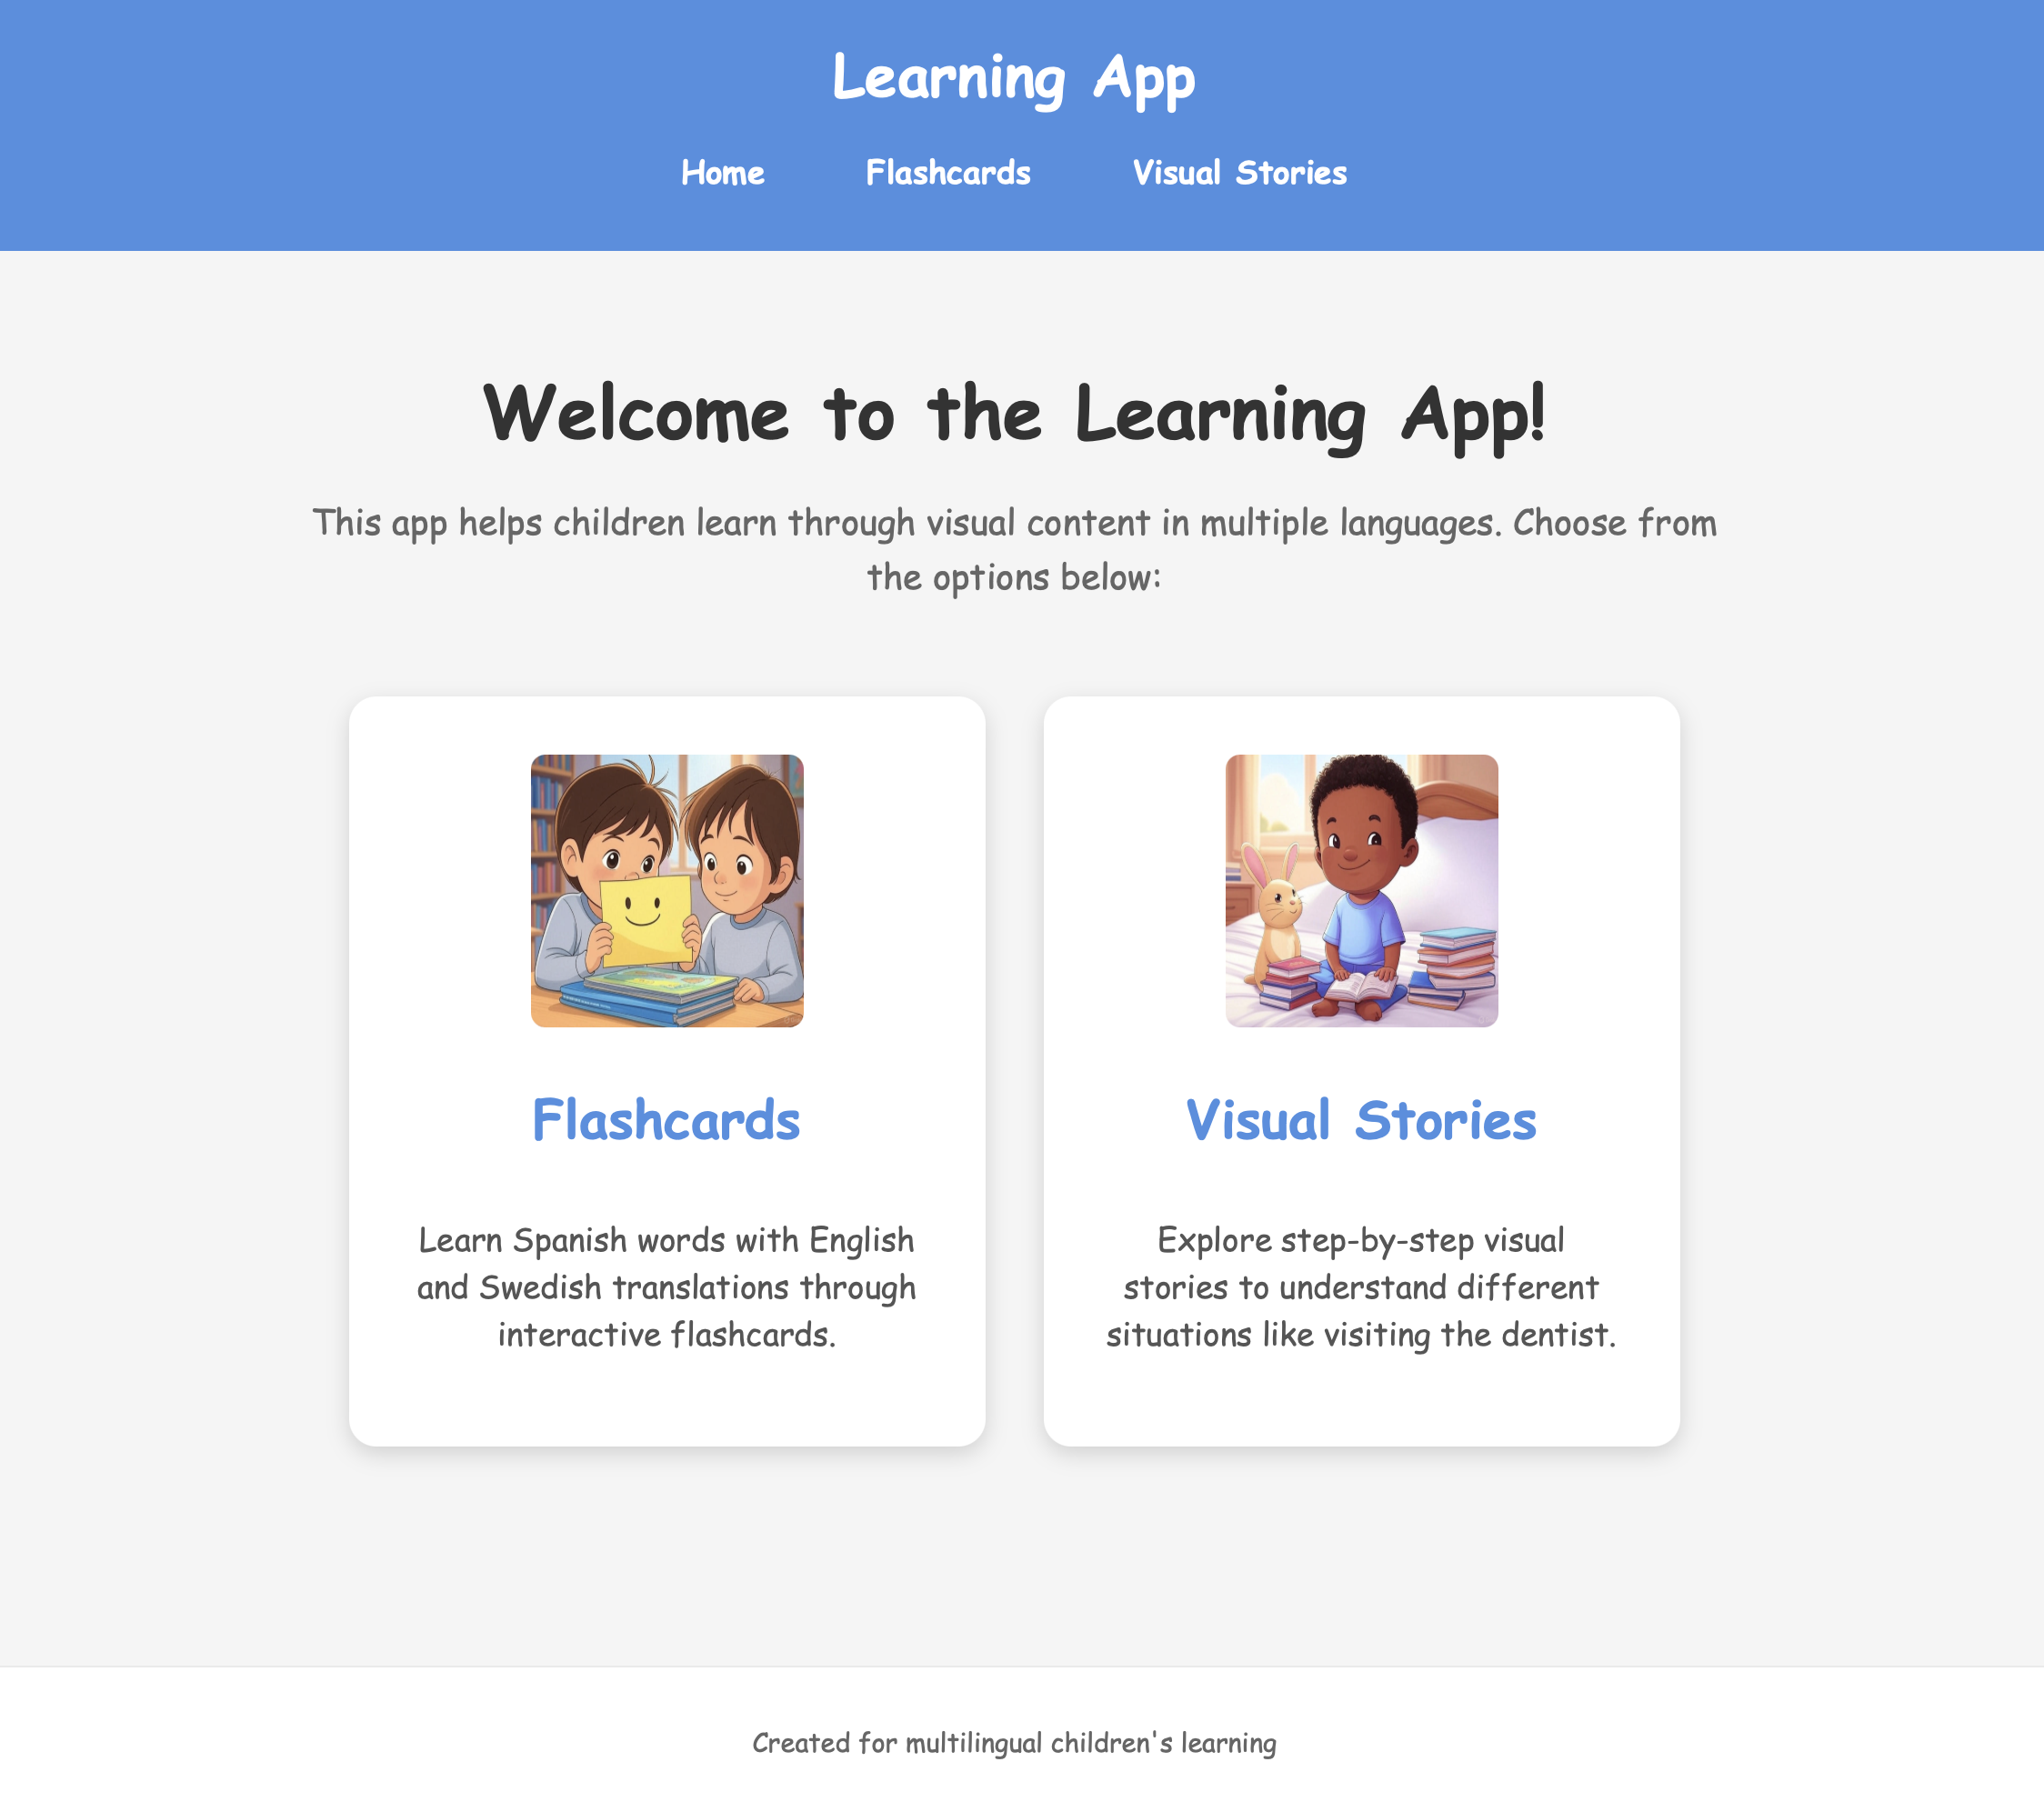 Learning App
Home Flashcards Visual Stories
Welcome to the Learning App!
This app helps children learn through visual content in multiple languages. Choose from
the options below:
Flashcards
Learn Spanish words with English
and Swedish translations through
interactive flashcards.
Visual Stories
Explore step-by-step visual
stories to understand different
situations like visiting the dentist.
Created for multilingual children's learning